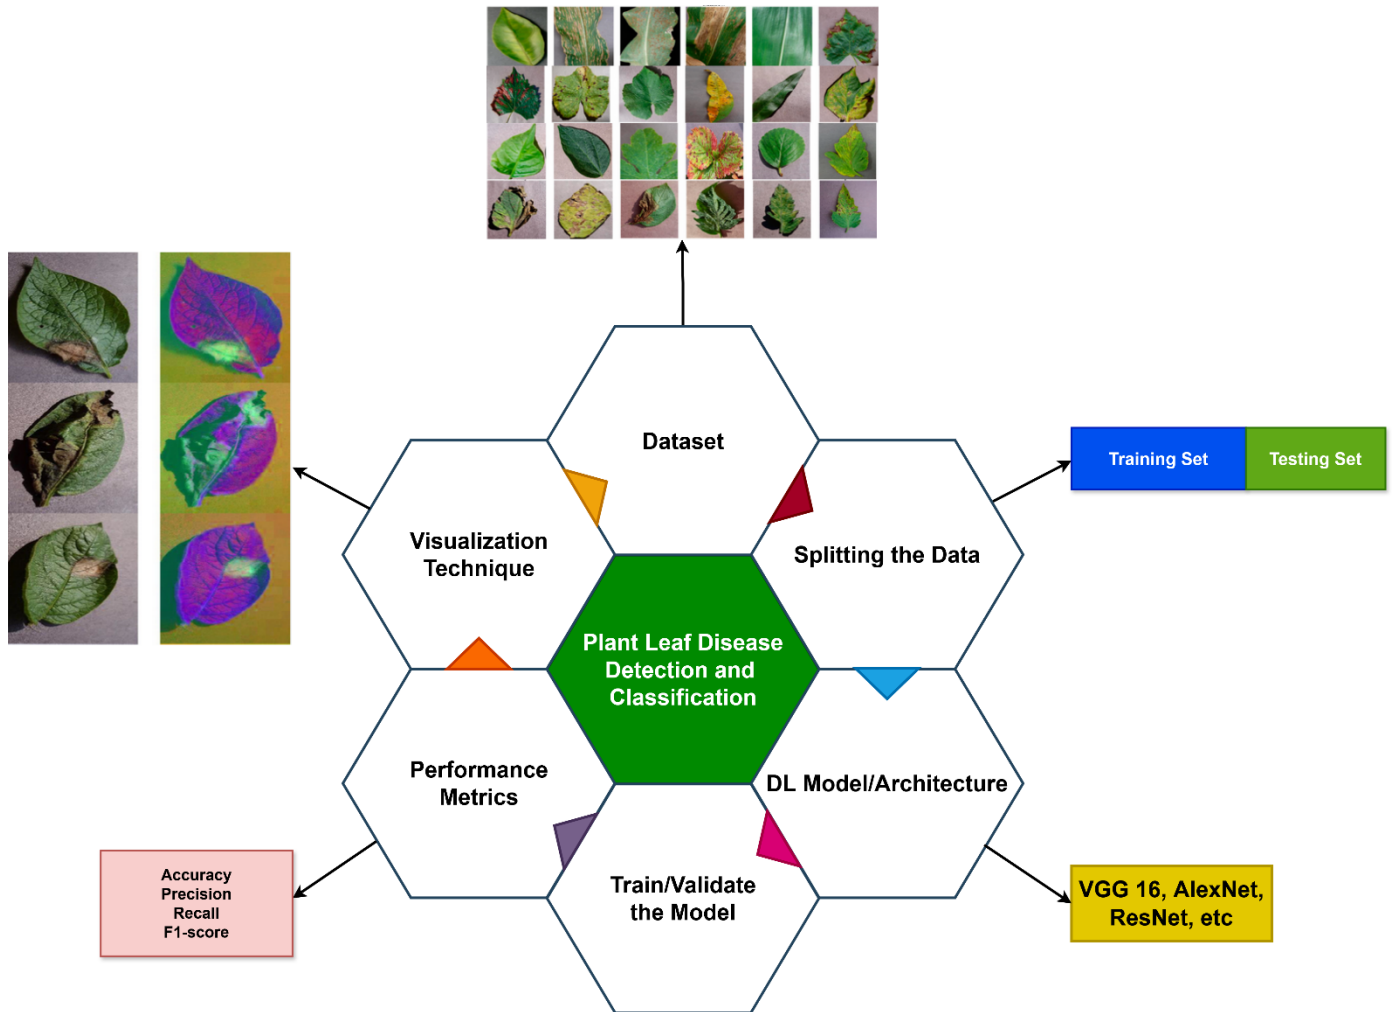 Dataset
Training Set
Testing Set
Visualization
Technique
Splitting the Data
Plant Leaf Disease
Detection and
Classification
Performance
Metrics
DL Model/Architecture
Train/Validate
the Model
Accuracy
Precision
Recall
F1-score
VGG 16, AlexNet,
ResNet, etc